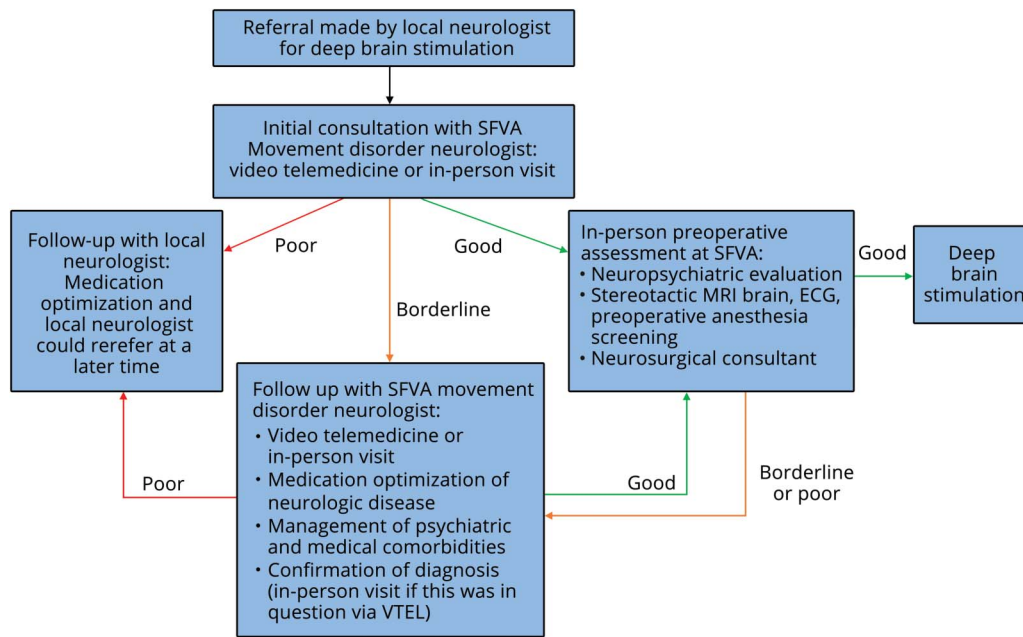 Referral made by local neurologist
for deep brain stimulation
Initial consultation with SFVA
Movement disorder neurologist:
video telemedicine or in-person visit
Poor
Good
Borderline
Follow-up with local
neurologist:
Medication
optimization and
local neurologist
could rerefer at a
later time
In-person preoperative
assessment at SFVA:
• Neuropsychiatric evaluation
• Stereotactic MRI brain, ECG,
preoperative anesthesia
screening
• Neurosurgical consultant
Good
Deep
brain
stimulation
Follow up with SFVA movement
disorder neurologist:
• Video telemedicine or
in-person visit
• Medication optimization of
neurologic disease
• Management of psychiatric
and medical comorbidities
• Confirmation of diagnosis
(in-person visit if this was in
question via VTEL)
Poor
Good
Borderline
or poor